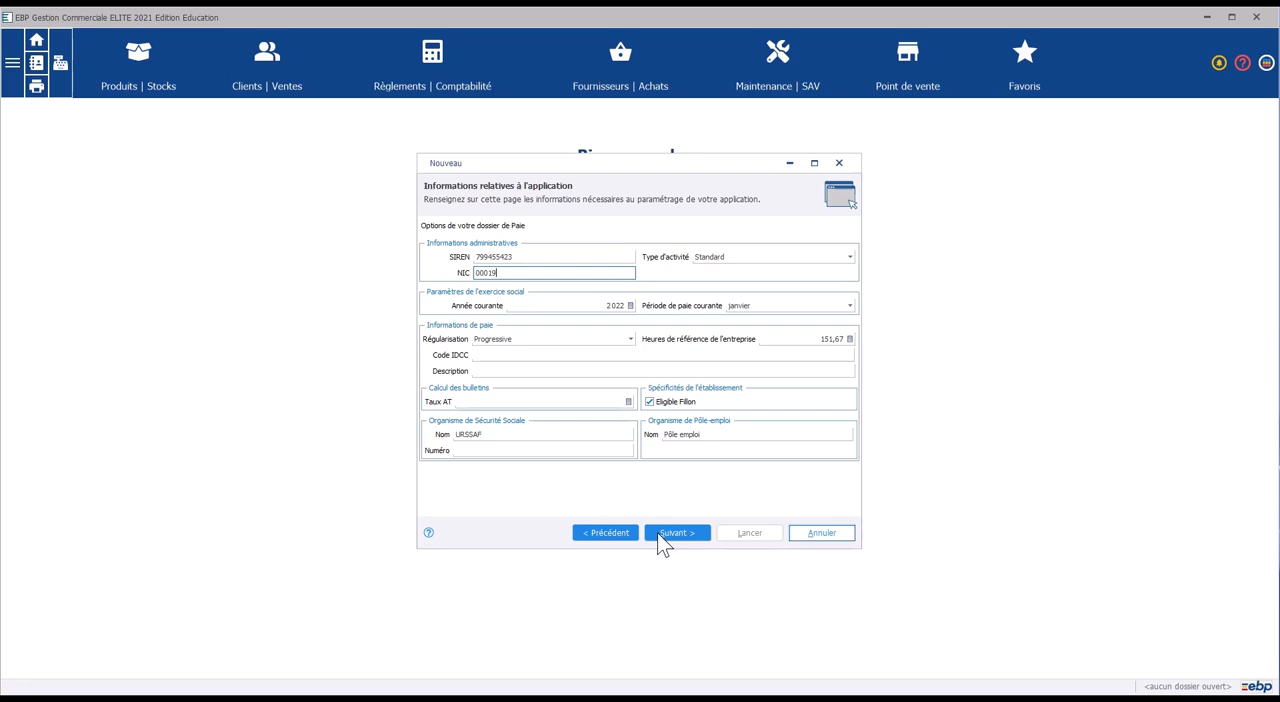 EBP Gestion Commerciale ELITE 2021 Edition Education
Produits | Stocks
Clients | Ventes
Règlements | Comptabilité
Fournisseurs | Achats
Maintenance | SAV
Point de vente
Favoris
Nouveau
Informations relatives à l'application
Renseignez sur cette page les informations nécessaires au paramétrage de votre application.
Options de votre dossier de Paie
Informations administratives
SIREN 799455423 Type d'activité Standard
NIC 00019
Paramètres de l'exercice social
Année courante 2022 Période de paie courante janvier
Informations de paie
Régularisation Progressive Heures de référence de l'entreprise 151,67
Code IDCC
Description
Calcul des bulletins Spécificités de l'établissement
Taux AT Eligible Fillon
Organisme de Sécurité Sociale Organisme de Pôle-emploi
Nom URSSAF Nom Pôle emploi
Numéro
< Précédent Suivant > Lancer Annuler
<aucun dossier ouvert> ebp